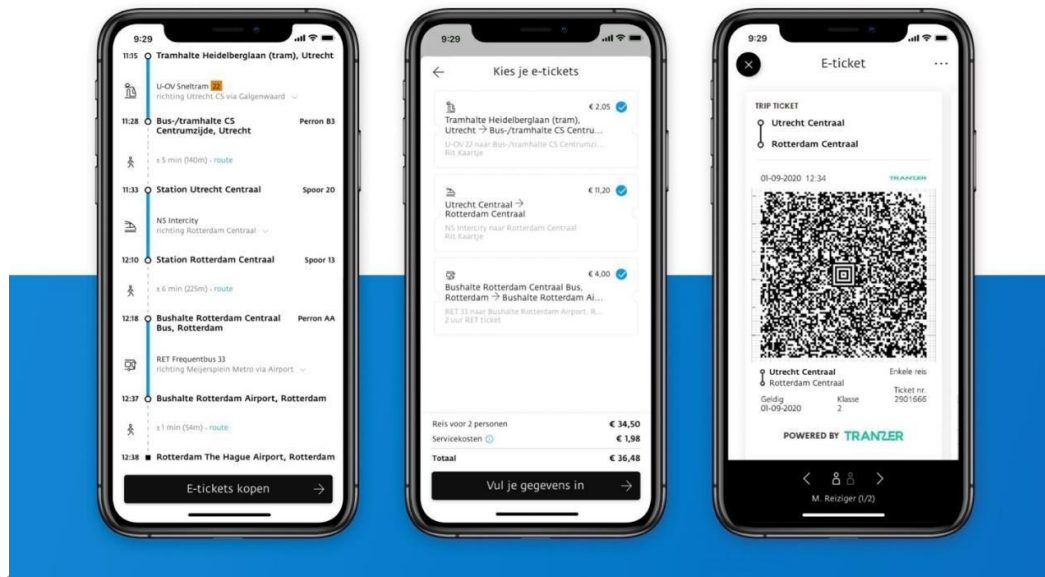 9:29
11:15 Tramhalte Heidelberglaan (tram), Utrecht
U-OV Sneltram 22
richting Utrecht CS via Galgenwaard
11:28 Bus-/tramhalte CS Perron B3
Centrumzijde, Utrecht
± 5 min (140m) - route
11:33 Station Utrecht Centraal Spoor 20
NS Intercity
richting Rotterdam Centraal
12:10 Station Rotterdam Centraal Spoor 13
± 6 min (225m) - route
12:18 Bushalte Rotterdam Centraal Perron AA
Bus, Rotterdam
RET Frequentbus 33
richting Meijersplein Metro via Airport
12:37 Bushalte Rotterdam Airport, Rotterdam
± 1 min (54m) - route
12:38 Rotterdam The Hague Airport, Rotterdam
E-tickets kopen →
9:29
← Kies je e-tickets
€ 2,05
Tramhalte Heidelberglaan (tram),
Utrecht → Bus-/tramhalte CS Centru...
U-OV 22 naar Bus-/tramhalte CS Centrumzi...
Rit Kaartje
€ 11,20
Utrecht Centraal →
Rotterdam Centraal
NS Intercity naar Rotterdam Centraal
Rit Kaartje
€ 4,00
Bushalte Rotterdam Centraal Bus,
Rotterdam → Bushalte Rotterdam Ai...
RET 33 naar Bushalte Rotterdam Airport, R...
2 uur RET ticket
Reis voor 2 personen € 34,50
Servicekosten € 1,98
Totaal € 36,48
Vul je gegevens in →
9:29
E-ticket ...
TRIP TICKET
Utrecht Centraal
Rotterdam Centraal
01-09-2020 12:34 TRANZER
Utrecht Centraal Enkele reis
Rotterdam Centraal
Ticket nr.
Geldig Klasse 2901666
01-09-2020 2
POWERED BY TRANZER
M. Reiziger (1/2)